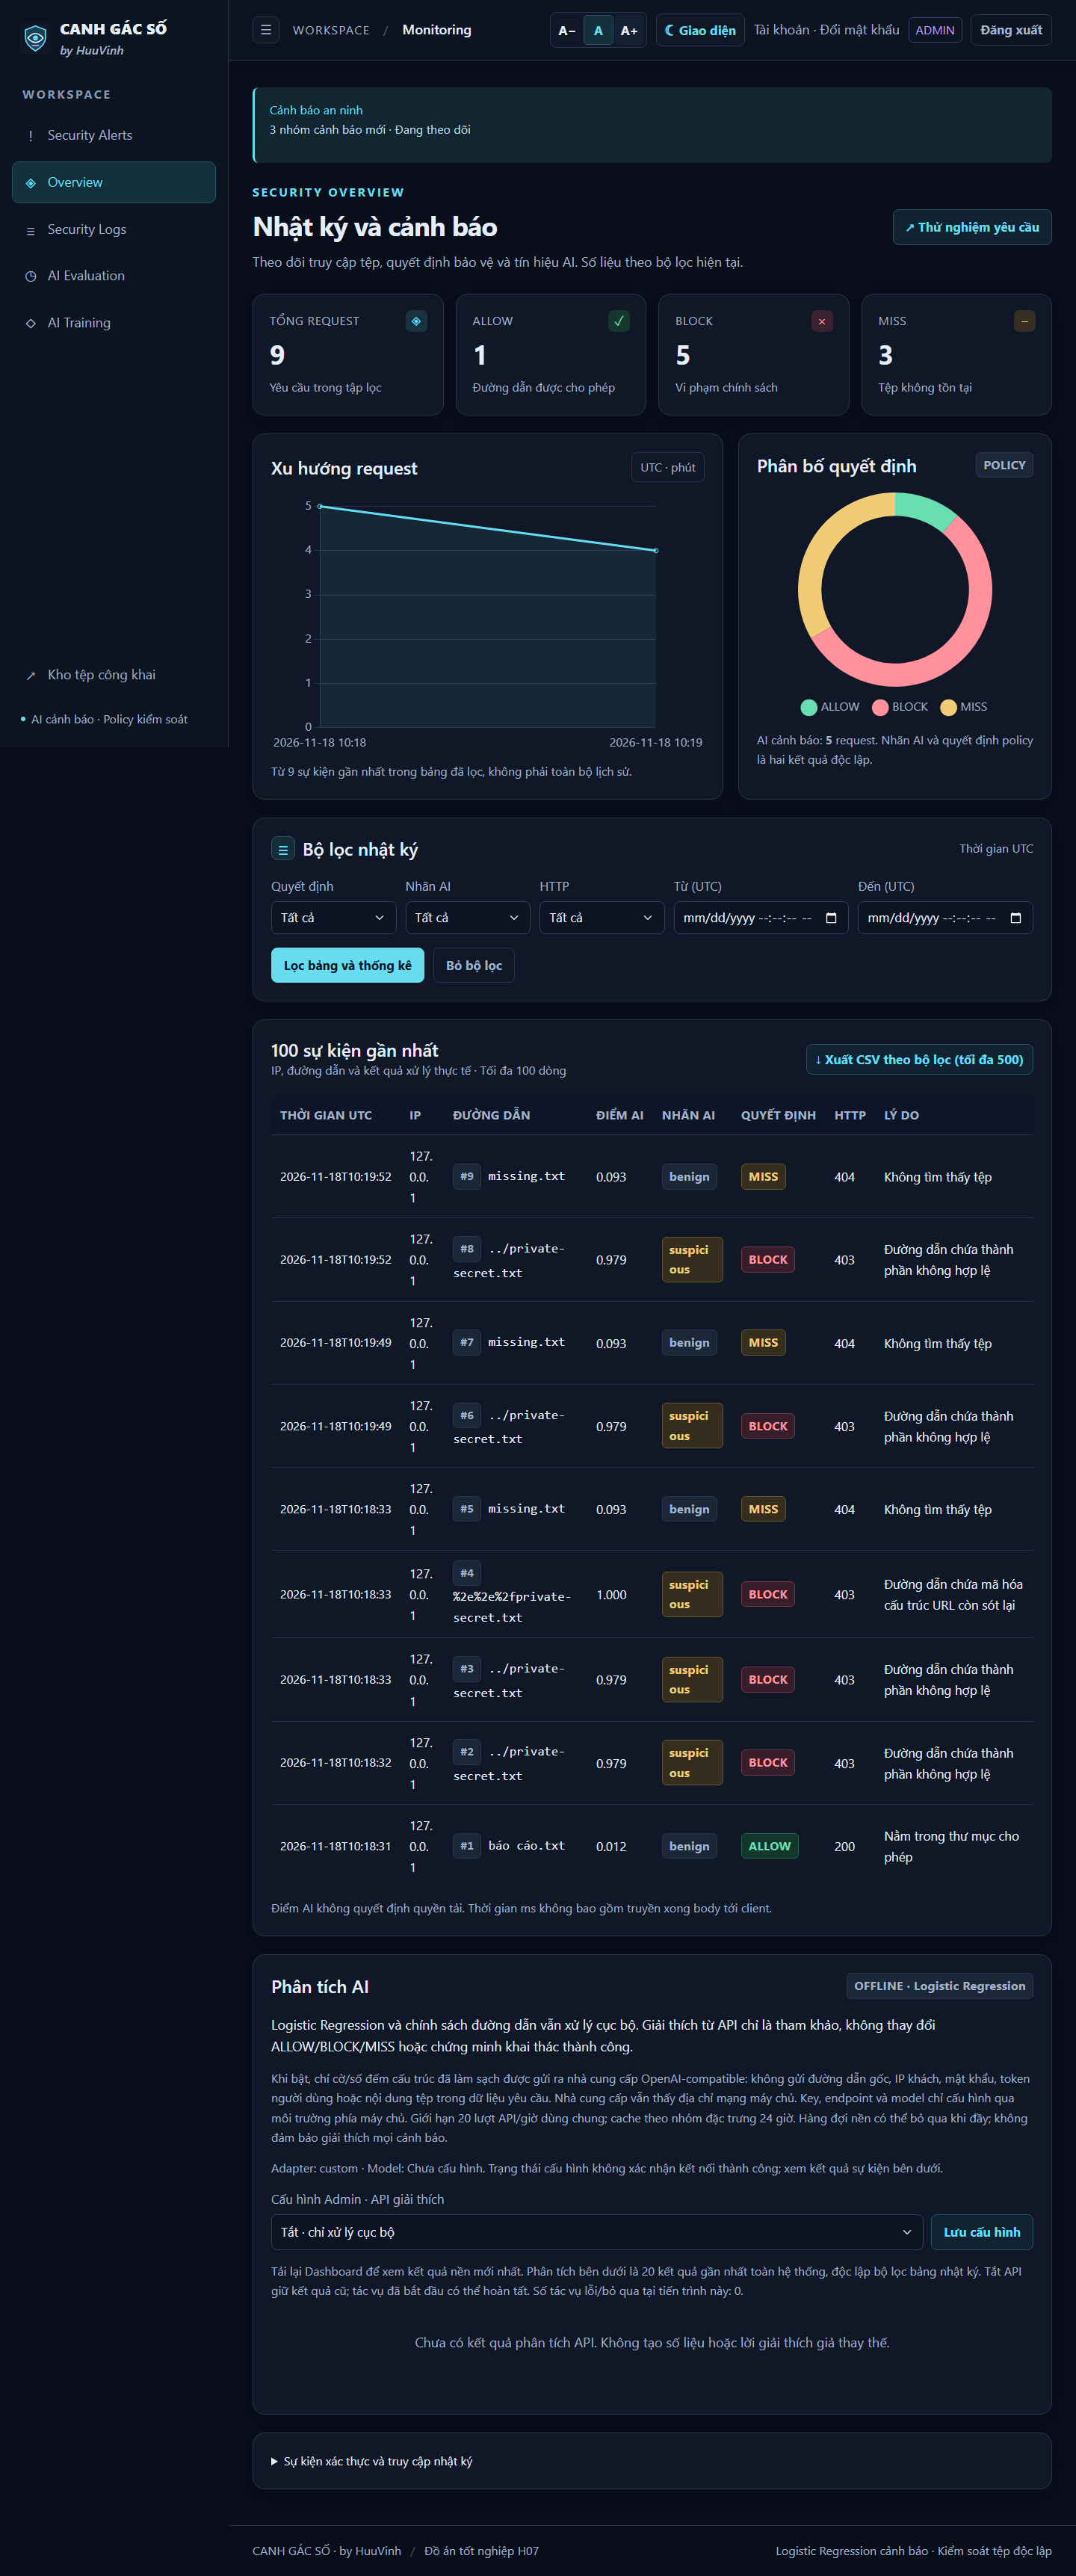 CANH GÁC SỐ
by HuuVinh
WORKSPACE
! Security Alerts
Overview
Security Logs
AI Evaluation
AI Training
↗ Kho tệp công khai
AI cảnh báo · Policy kiểm soát
☰ WORKSPACE / Monitoring
A− A A+ ☾ Giao diện Tài khoản · Đổi mật khẩu ADMIN Đăng xuất
Cảnh báo an ninh
3 nhóm cảnh báo mới · Đang theo dõi
SECURITY OVERVIEW
Nhật ký và cảnh báo
↗ Thử nghiệm yêu cầu
Theo dõi truy cập tệp, quyết định bảo vệ và tín hiệu AI. Số liệu theo bộ lọc hiện tại.
TỔNG REQUEST
9
Yêu cầu trong tập lọc
ALLOW ✓
1
Đường dẫn được cho phép
BLOCK ×
5
Vi phạm chính sách
MISS −
3
Tệp không tồn tại
Xu hướng request
UTC · phút
5
4
3
2
1
0
2026-11-18 10:18 2026-11-18 10:19
Từ 9 sự kiện gần nhất trong bảng đã lọc, không phải toàn bộ lịch sử.
Phân bố quyết định
POLICY
ALLOW BLOCK MISS
AI cảnh báo: 5 request. Nhãn AI và quyết định policy
là hai kết quả độc lập.
☰ Bộ lọc nhật ký
Thời gian UTC
Quyết định Nhãn AI HTTP Từ (UTC) Đến (UTC)
Tất cả Tất cả Tất cả mm/dd/yyyy --:--:-- -- mm/dd/yyyy --:--:-- --
Lọc bảng và thống kê Bỏ bộ lọc
100 sự kiện gần nhất
IP, đường dẫn và kết quả xử lý thực tế · Tối đa 100 dòng
↓ Xuất CSV theo bộ lọc (tối đa 500)
THỜI GIAN UTC IP ĐƯỜNG DẪN ĐIỂM AI NHÃN AI QUYẾT ĐỊNH HTTP LÝ DO
2026-11-18T10:19:52 127.0.0.1 #9 missing.txt 0.093 benign MISS 404 Không tìm thấy tệp
2026-11-18T10:19:52 127.0.0.1 #8 ../private-secret.txt 0.979 suspicious BLOCK 403 Đường dẫn chứa thành phần không hợp lệ
2026-11-18T10:19:49 127.0.0.1 #7 missing.txt 0.093 benign MISS 404 Không tìm thấy tệp
2026-11-18T10:19:49 127.0.0.1 #6 ../private-secret.txt 0.979 suspicious BLOCK 403 Đường dẫn chứa thành phần không hợp lệ
2026-11-18T10:18:33 127.0.0.1 #5 missing.txt 0.093 benign MISS 404 Không tìm thấy tệp
2026-11-18T10:18:33 127.0.0.1 #4 %2e%2e%2fprivate-secret.txt 1.000 suspicious BLOCK 403 Đường dẫn chứa mã hóa cấu trúc URL còn sót lại
2026-11-18T10:18:33 127.0.0.1 #3 ../private-secret.txt 0.979 suspicious BLOCK 403 Đường dẫn chứa thành phần không hợp lệ
2026-11-18T10:18:32 127.0.0.1 #2 ../private-secret.txt 0.979 suspicious BLOCK 403 Đường dẫn chứa thành phần không hợp lệ
2026-11-18T10:18:31 127.0.0.1 #1 báo cáo.txt 0.012 benign ALLOW 200 Nằm trong thư mục cho phép
Điểm AI không quyết định quyền tải. Thời gian ms không bao gồm truyền xong body tới client.
Phân tích AI
OFFLINE · Logistic Regression
Logistic Regression và chính sách đường dẫn vẫn xử lý cục bộ. Giải thích từ API chỉ là tham khảo, không thay đổi
ALLOW/BLOCK/MISS hoặc chứng minh khai thác thành công.
Khi bật, chỉ cờ/số đếm cấu trúc đã làm sạch được gửi ra nhà cung cấp OpenAI-compatible: không gửi đường dẫn gốc, IP khách, mật khẩu, token
người dùng hoặc nội dung tệp trong dữ liệu yêu cầu. Nhà cung cấp vẫn thấy địa chỉ mạng máy chủ. Key, endpoint và model chỉ cấu hình qua
môi trường phía máy chủ. Giới hạn 20 lượt API/giờ dùng chung; cache theo nhóm đặc trưng 24 giờ. Hàng đợi nền có thể bỏ qua khi đầy; không
đảm bảo giải thích mọi cảnh báo.
Adapter: custom · Model: Chưa cấu hình. Trạng thái cấu hình không xác nhận kết nối thành công; xem kết quả sự kiện bên dưới.
Cấu hình Admin · API giải thích
Tắt · chỉ xử lý cục bộ
Lưu cấu hình
Tải lại Dashboard để xem kết quả nền mới nhất. Phân tích bên dưới là 20 kết quả gần nhất toàn hệ thống, độc lập bộ lọc bảng nhật ký. Tắt API
giữ kết quả cũ; tác vụ đã bắt đầu có thể hoàn tất. Số tác vụ lỗi/bỏ qua tại tiến trình này: 0.
Chưa có kết quả phân tích API. Không tạo số liệu hoặc lời giải thích giả thay thế.
▶ Sự kiện xác thực và truy cập nhật ký
CANH GÁC SỐ · by HuuVinh / Đồ án tốt nghiệp H07
Logistic Regression cảnh báo · Kiểm soát tệp độc lập